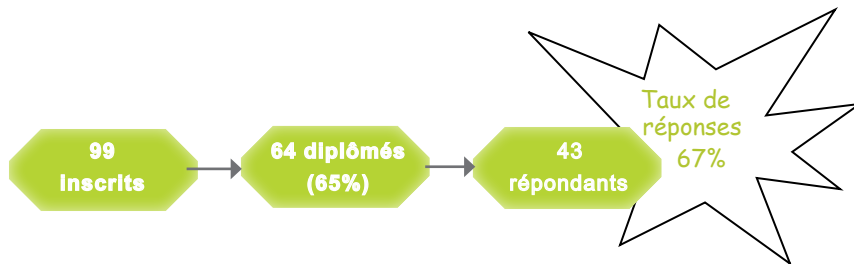 99
inscrits
64 diplômés
(65%)
43
répondants
Taux de
réponses
67%